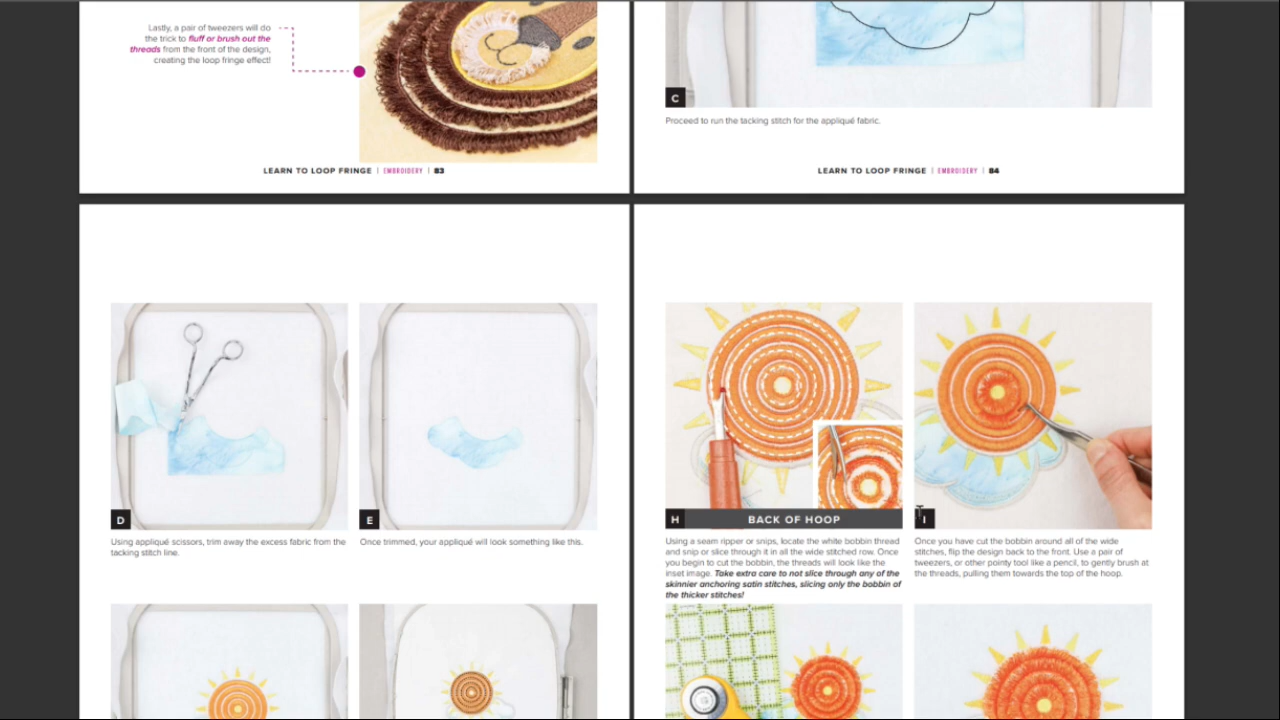 Lastly, a pair of tweezers will do
the trick to fluff or brush out the
threads from the front of the design,
creating the loop fringe effect!
LEARN TO LOOP FRINGE | EMBROIDERY | 83
C
Proceed to run the tacking stitch for the appliqué fabric.
LEARN TO LOOP FRINGE | EMBROIDERY | 84
D
Using appliqué scissors, trim away the excess fabric from the
tacking stitch line.
E
Once trimmed, your appliqué will look something like this.
H BACK OF HOOP
Using a seam ripper or snips, locate the white bobbin thread
and snip or slice through it in all the wide stitched row. Once
you begin to cut the bobbin, the threads will look like the
inset image. Take extra care to not slice through any of the
skinnier anchoring satin stitches, slicing only the bobbin of
the thicker stitches!
I
Once you have cut the bobbin around all of the wide
stitches, flip the design back to the front. Use a pair of
tweezers, or other pointy tool like a pencil, to gently brush at
the threads, pulling them towards the top of the hoop.